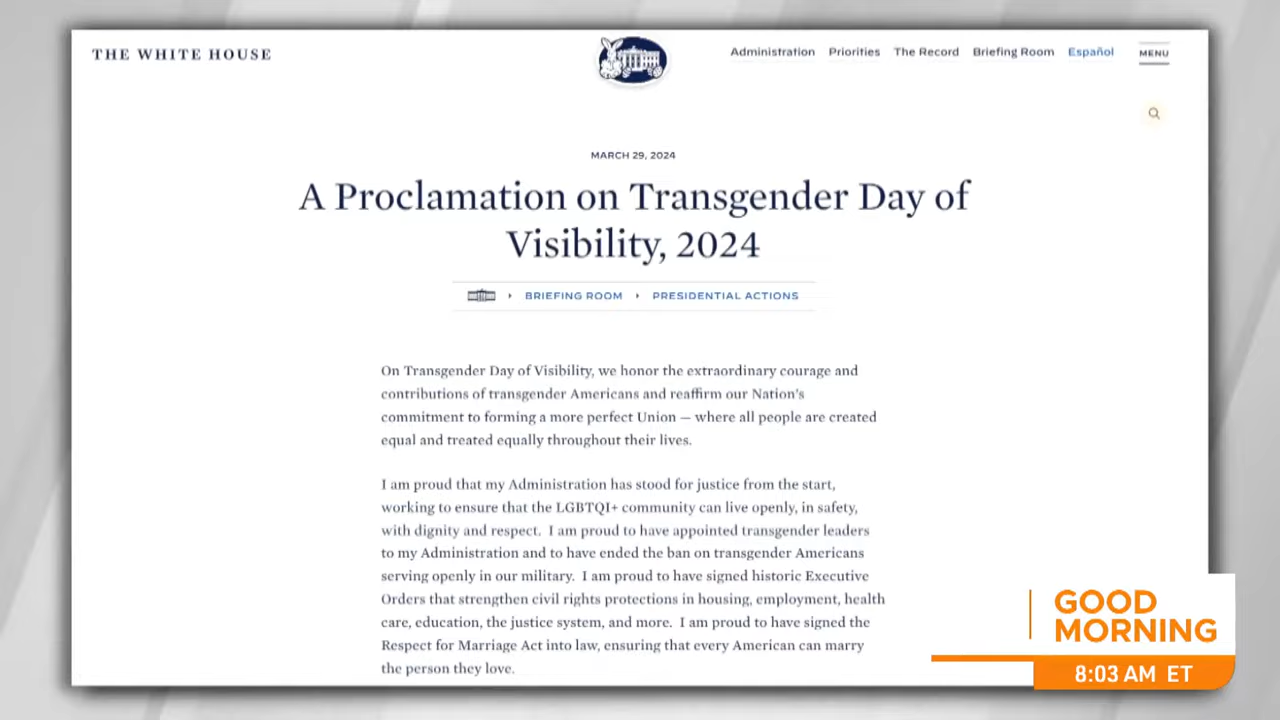 THE WHITE HOUSE
Administration Priorities The Record Briefing Room Español MENU
MARCH 29, 2024
A Proclamation on Transgender Day of
Visibility, 2024
BRIEFING ROOM PRESIDENTIAL ACTIONS
On Transgender Day of Visibility, we honor the extraordinary courage and
contributions of transgender Americans and reaffirm our Nation's
commitment to forming a more perfect Union — where all people are created
equal and treated equally throughout their lives.
I am proud that my Administration has stood for justice from the start,
working to ensure that the LGBTQI+ community can live openly, in safety,
with dignity and respect. I am proud to have appointed transgender leaders
to my Administration and to have ended the ban on transgender Americans
serving openly in our military. I am proud to have signed historic Executive
Orders that strengthen civil rights protections in housing, employment, health
care, education, the justice system, and more. I am proud to have signed the
Respect for Marriage Act into law, ensuring that every American can marry
the person they love.
GOOD
MORNING
8:03 AM ET